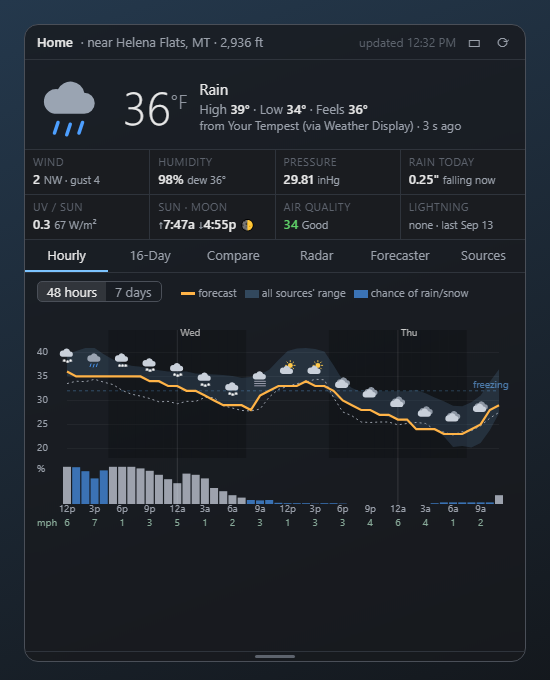 Home · near Helena Flats, MT · 2,936 ft updated 12:32 PM
36°F
Rain
High 39° · Low 34° · Feels 36°
from Your Tempest (via Weather Display) · 3 s ago
WIND HUMIDITY PRESSURE RAIN TODAY
2 NW · gust 4 98% dew 36° 29.81 inHg 0.25" falling now
UV / SUN SUN · MOON AIR QUALITY LIGHTNING
0.3 67 W/m² ↑7:47a ↓4:55p 34 Good none · last Sep 13
Hourly 16-Day Compare Radar Forecaster Sources
48 hours 7 days forecast all sources' range chance of rain/snow
Wed Thu
40
35
freezing
30
25
20
%
12p 3p 6p 9p 12a 3a 6a 9a 12p 3p 6p 9p 12a 3a 6a 9a
mph 6 7 1 3 5 1 2 3 1 3 3 4 6 4 1 2